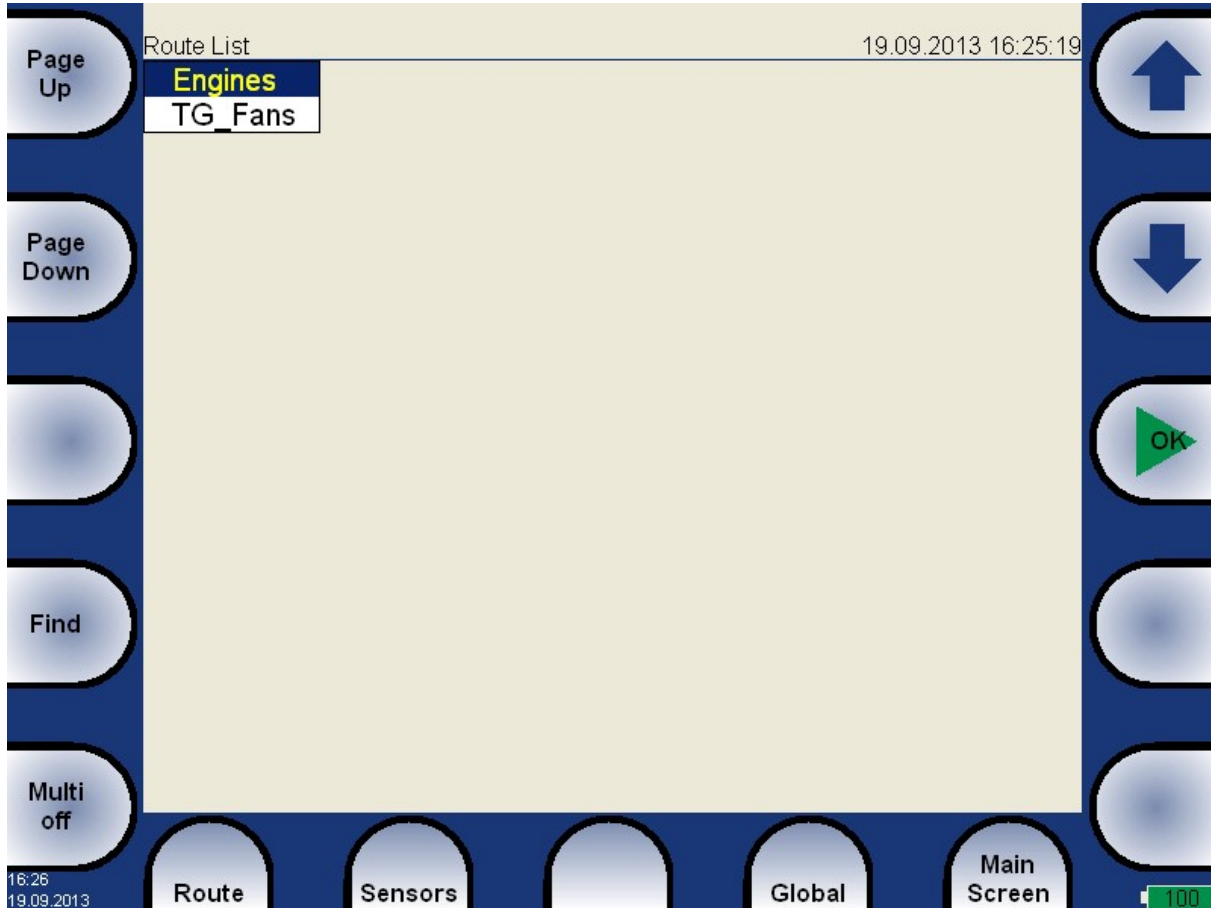 Route List 19.09.2013 16:25:19
Engines
TG_Fans
Page
Up
Page
Down
Find
Multi
off
OK
16:26
19.09.2013
Route
Sensors
Global
Main
Screen
100